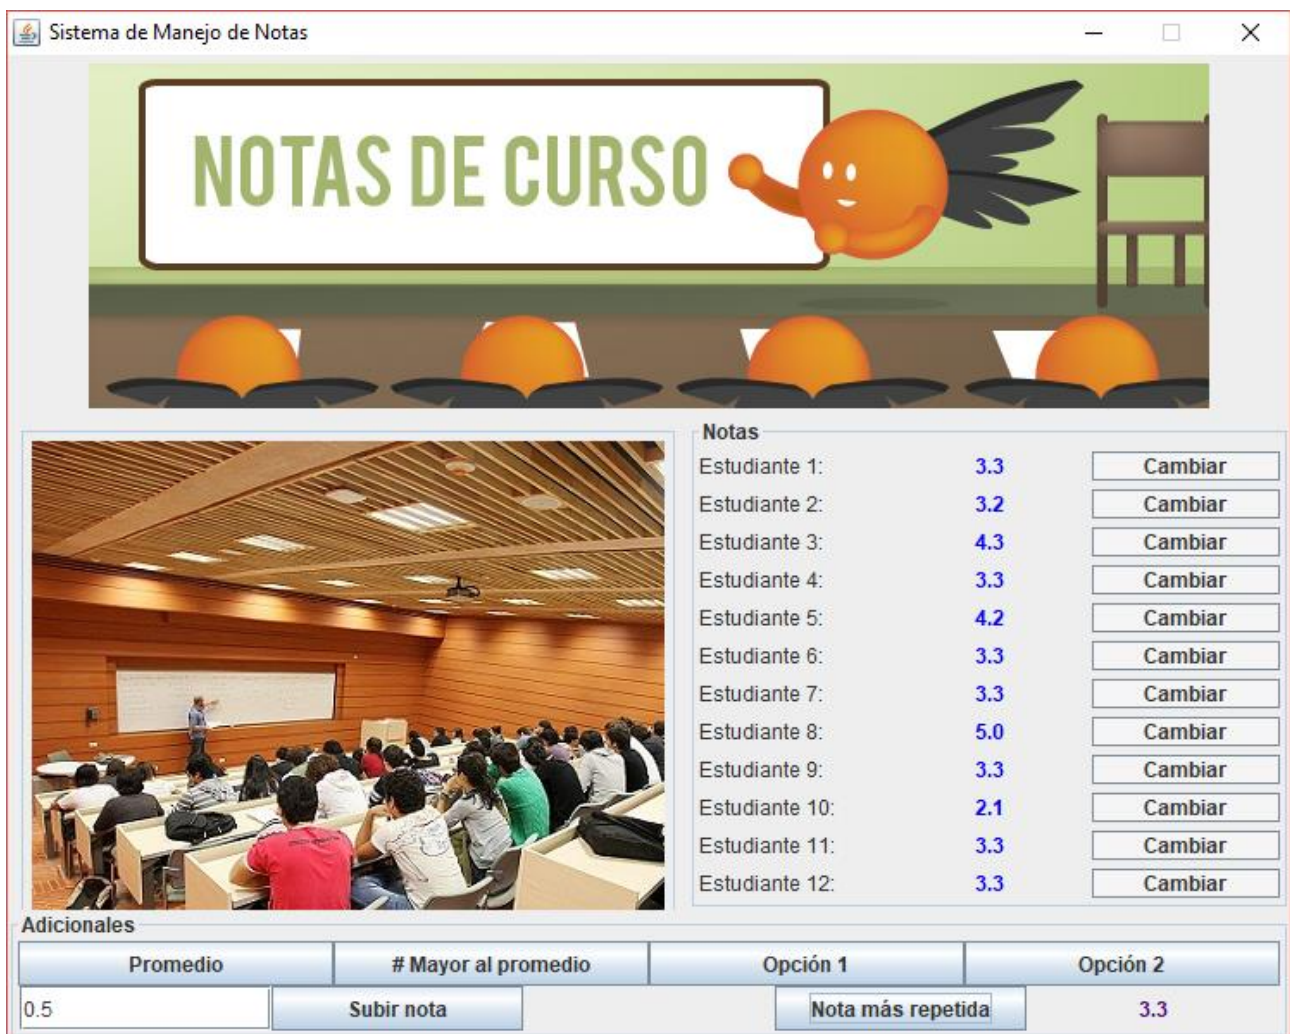 Sistema de Manejo de Notas
NOTAS DE CURSO
Notas
Estudiante 1: 3.3 Cambiar
Estudiante 2: 3.2 Cambiar
Estudiante 3: 4.3 Cambiar
Estudiante 4: 3.3 Cambiar
Estudiante 5: 4.2 Cambiar
Estudiante 6: 3.3 Cambiar
Estudiante 7: 3.3 Cambiar
Estudiante 8: 5.0 Cambiar
Estudiante 9: 3.3 Cambiar
Estudiante 10: 2.1 Cambiar
Estudiante 11: 3.3 Cambiar
Estudiante 12: 3.3 Cambiar
Adicionales
Promedio # Mayor al promedio Opción 1 Opción 2
0.5 Subir nota Nota más repetida 3.3